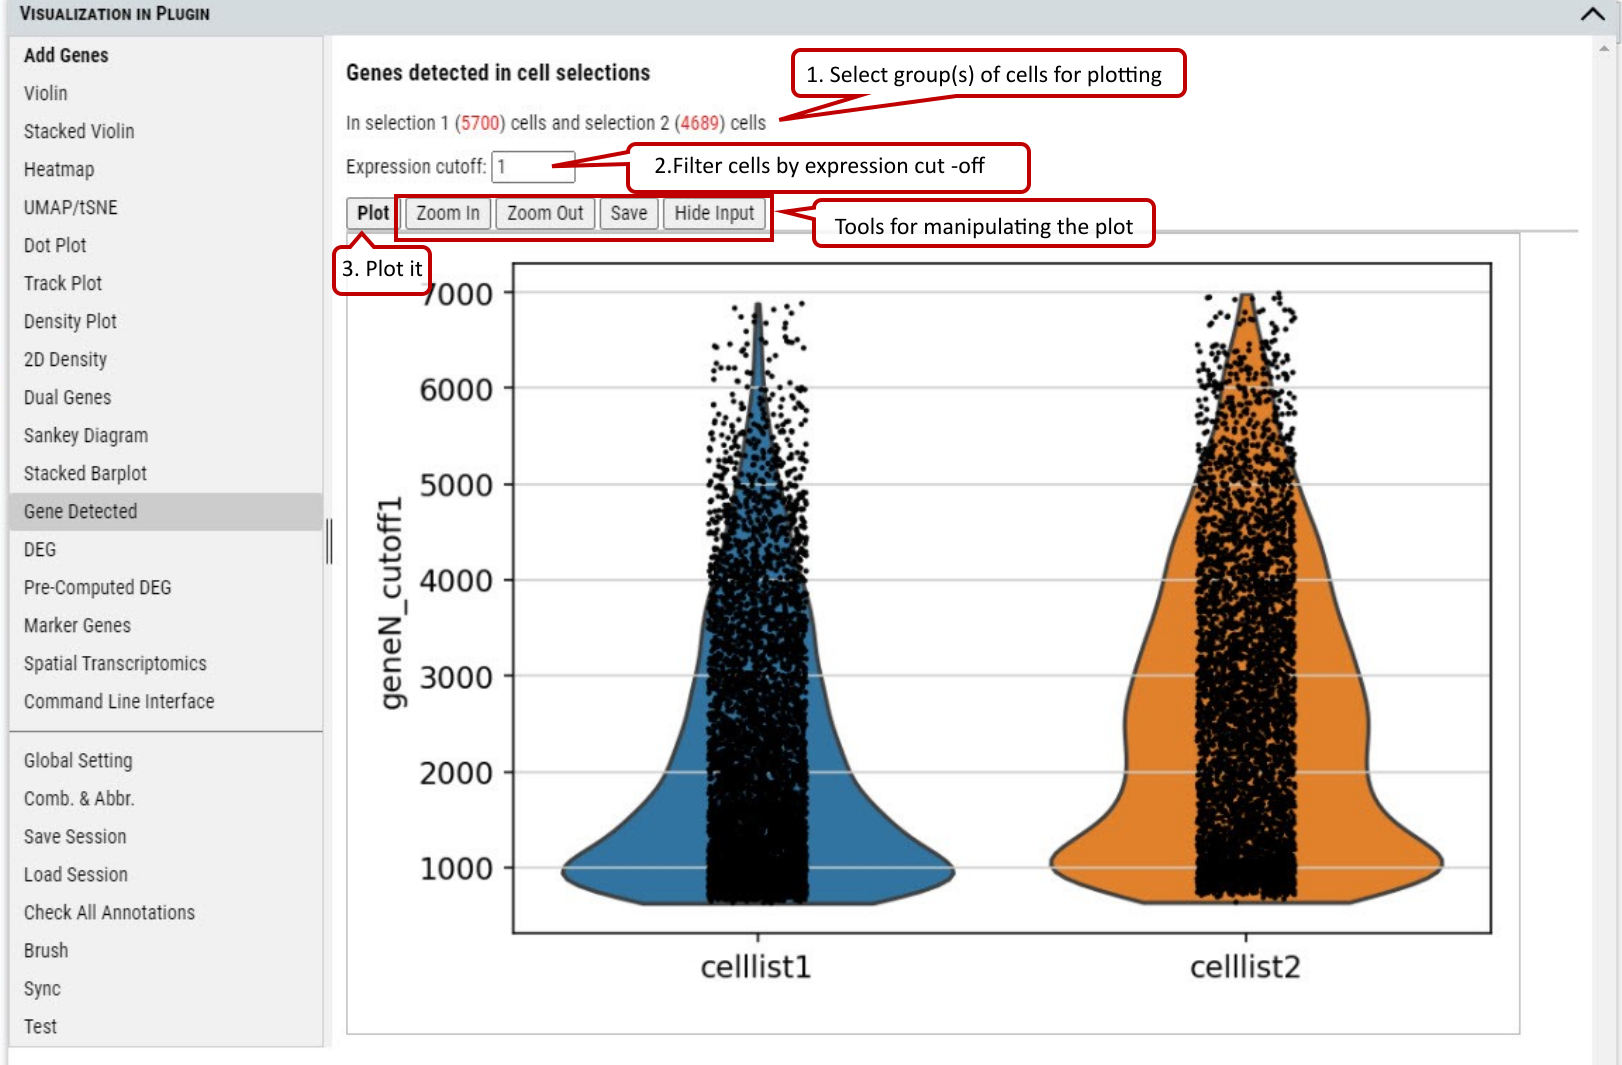 VISUALIZATION IN PLUGIN
Add Genes
Violin
Stacked Violin
Heatmap
UMAP/tSNE
Dot Plot
Track Plot
Density Plot
2D Density
Dual Genes
Sankey Diagram
Stacked Barplot
Gene Detected
DEG
Pre-Computed DEG
Marker Genes
Spatial Transcriptomics
Command Line Interface
Global Setting
Comb. & Abbr.
Save Session
Load Session
Check All Annotations
Brush
Sync
Test
Genes detected in cell selections
1. Select group(s) of cells for plotting
In selection 1 (5700) cells and selection 2 (4689) cells
Expression cutoff: 1
2.Filter cells by expression cut -off
Plot Zoom In Zoom Out Save Hide Input
Tools for manipulating the plot
3. Plot it
7000
6000
5000
4000
3000
2000
1000
geneN_cutoff1
celllist1 celllist2